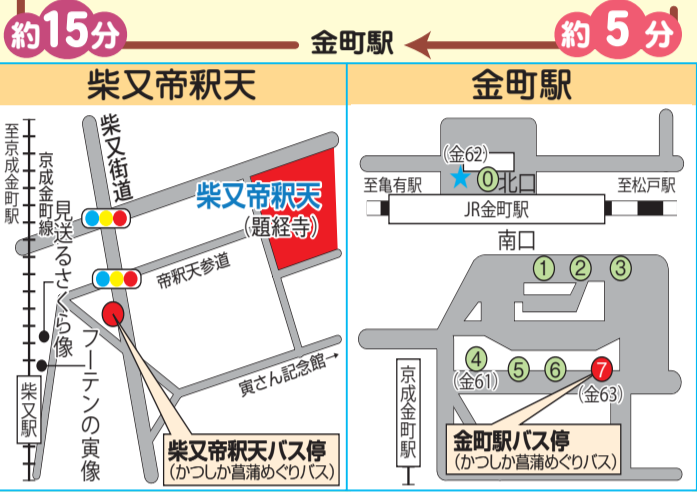 約15分
金町駅
約5分
柴又帝釈天
至京成金町駅
京成金町線
柴又街道
柴又帝釈天
(題経寺)
帝釈天参道
見送るさくら像
フーテンの寅像
柴又駅
寅さん記念館→
柴又帝釈天バス停
(かつしか菖蒲めぐりバス)
金町駅
(金62)
0
北口
至亀有駅
JR金町駅
至松戸駅
南口
1
2
3
4
(金61)
5
6
7
(金63)
京成金町駅
金町駅バス停
(かつしか菖蒲めぐりバス)